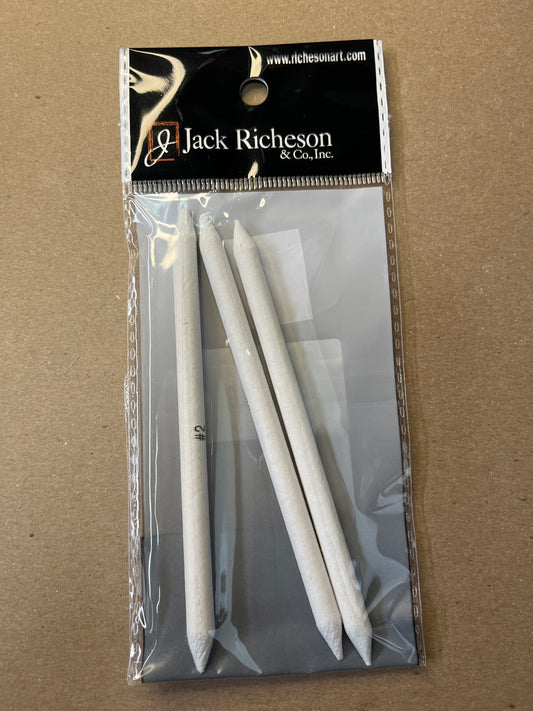 www.richesonart.com
J Jack Richeson
& Co., Inc.
#2